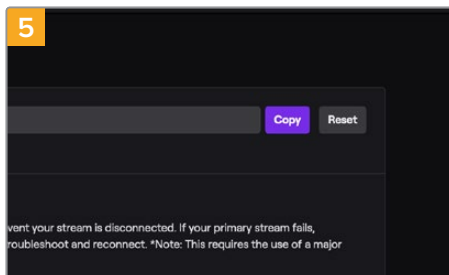 5
Copy Reset
vent your stream is disconnected. If your primary stream fails,
roubleshoot and reconnect. *Note: This requires the use of a major